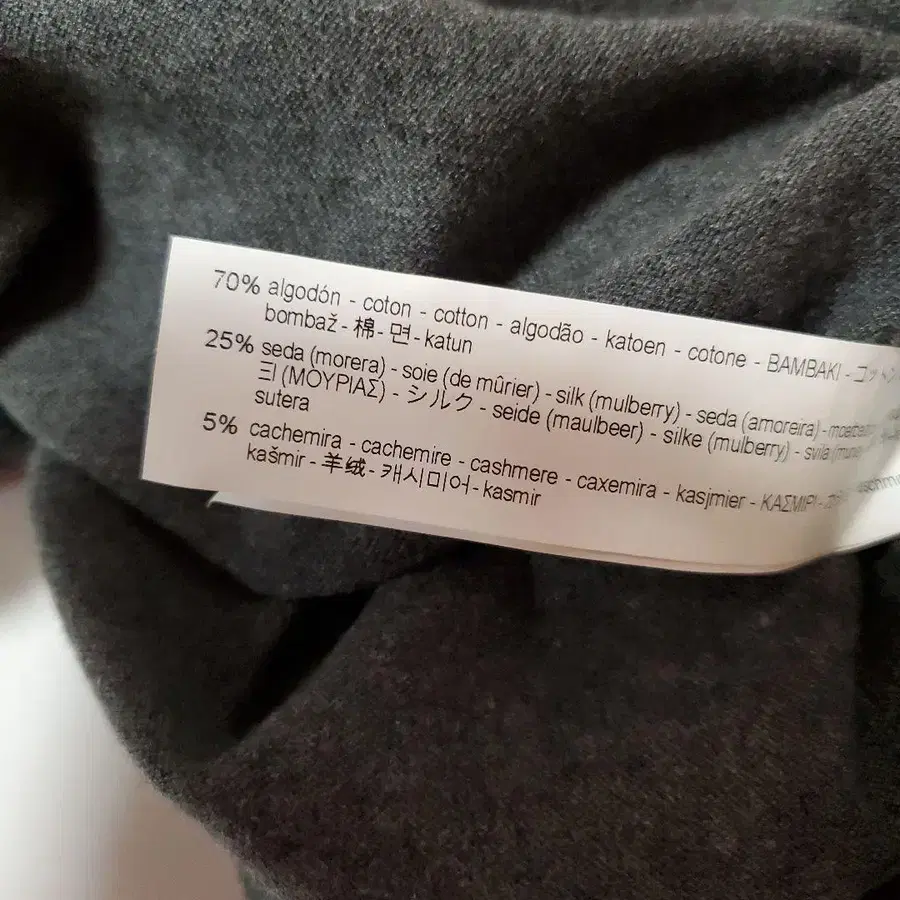 70% algodón - coton - cotton - algodão - katoen - cotone - BAMBAKI -
bombaž - 棉 - 면 - katun
25% seda (morera) - soie (de mûrier) - silk (mulberry) - seda (amoreira) -
ΞΙ (ΜΟΥΡΙΑΣ) - シルク - seide (maulbeer) - silke (mulberry) - svila
sutera
5% cachemira - cachemire - cashmere - caxemira - kasjmier - ΚΑΣΜΙΡΙ -
kašmir - 羊绒 - 캐시미어 - kasmir